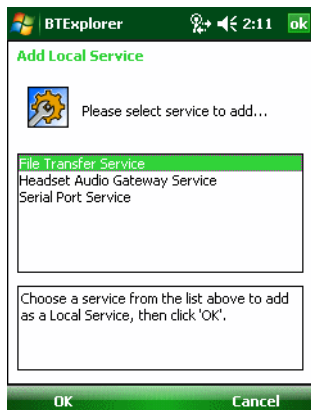 BTExplorer 2:11 ok
Add Local Service
Please select service to add...
File Transfer Service
Headset Audio Gateway Service
Serial Port Service
Choose a service from the list above to add
as a Local Service, then click 'OK'.
OK Cancel